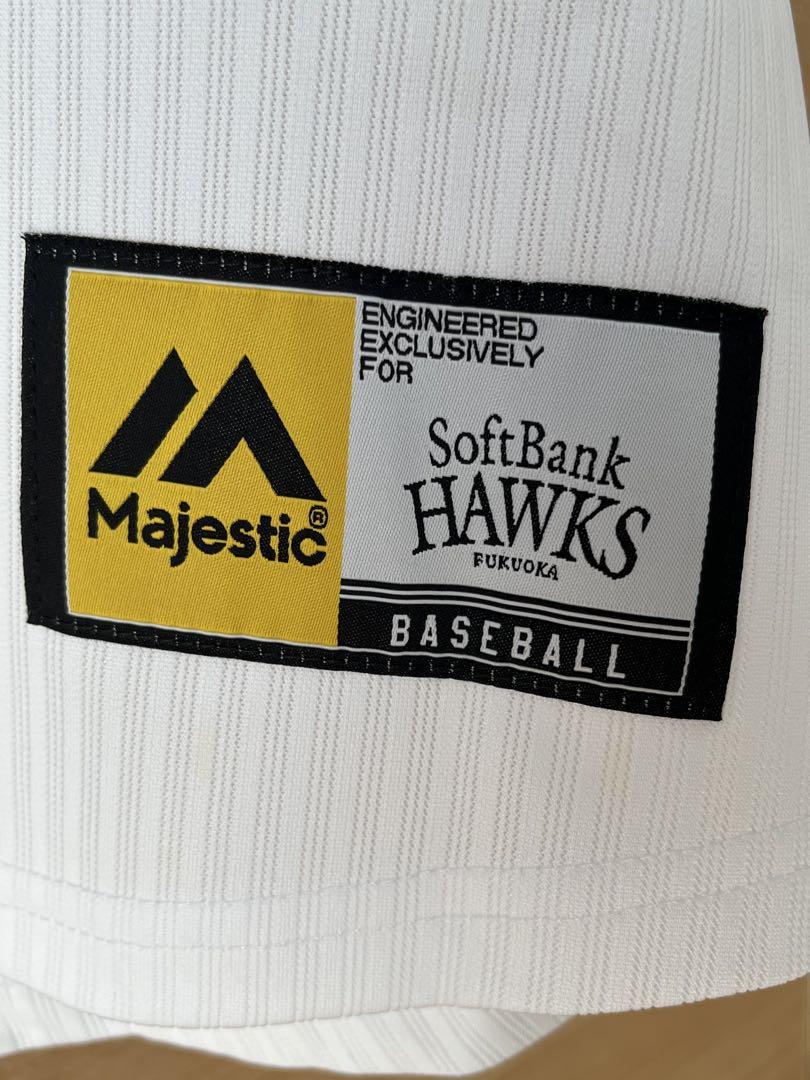 Majestic®
ENGINEERED
EXCLUSIVELY
FOR
SoftBank
HAWKS
FUKUOKA
BASEBALL